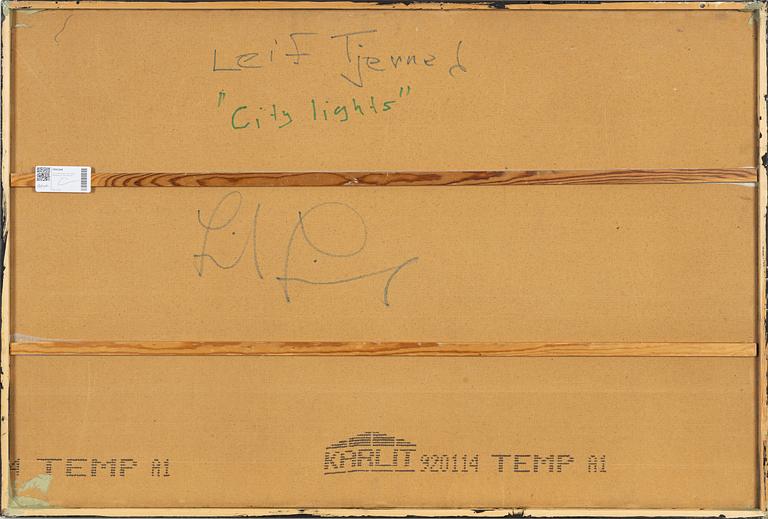 Leif Tjerned
"City lights"
TEMP A1
KARLIT 920114 TEMP A1